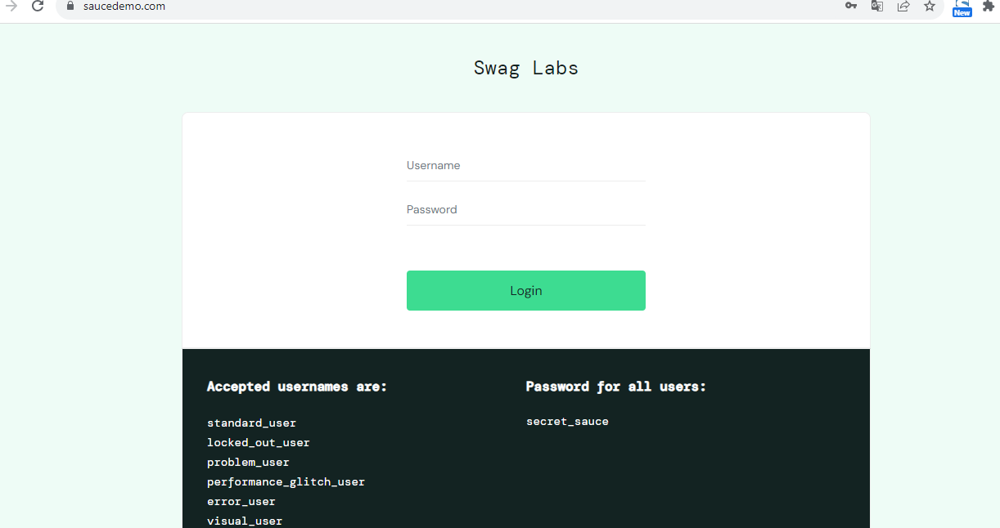 saucedemo.com
New
Swag Labs
Username
Password
Login
Accepted usernames are:
standard_user
locked_out_user
problem_user
performance_glitch_user
error_user
visual_user
Password for all users:
secret_sauce